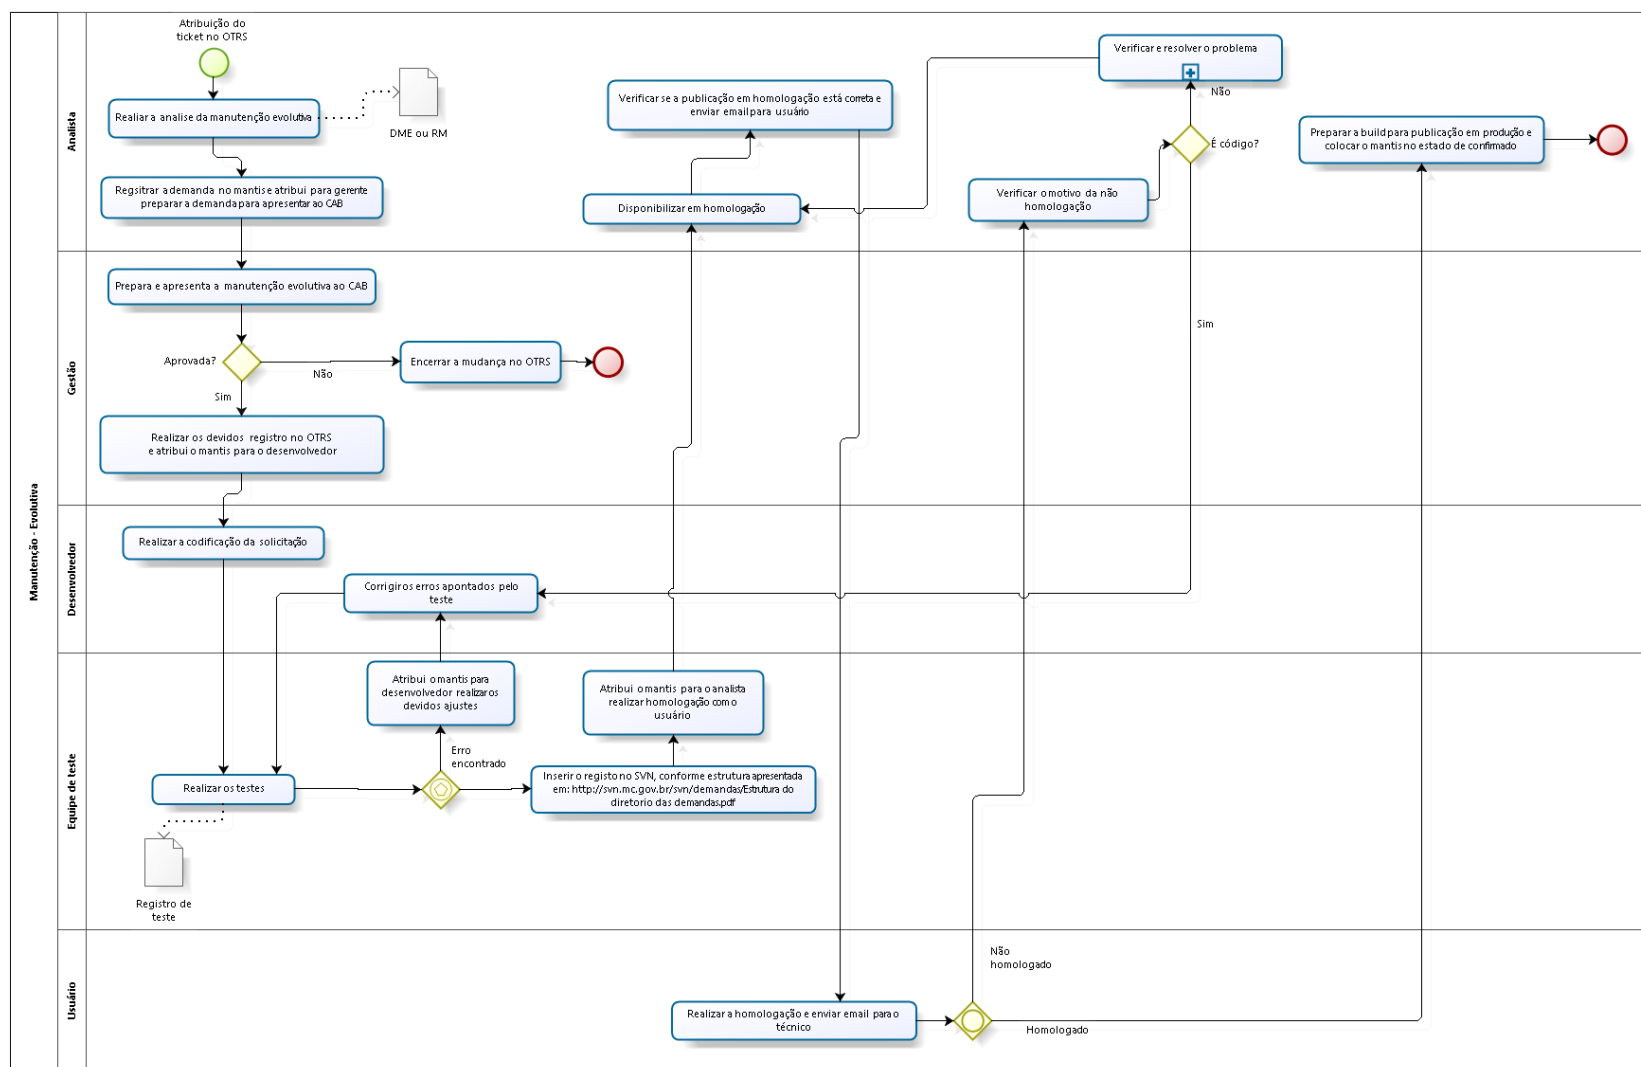 Manutenção - Evolutiva
Analista
Atribuição do
ticket no OTRS
Realiar a analise da manutenção evolutiva
DME ou RM
Regsitrar a demanda no mantis e atribui para gerente
preparar a demanda para apresentar ao CAB
Verificar se a publicação em homologação está correta e
enviar email para usuário
Disponibilizar em homologação
Verificar e resolver o problema
Não
É código?
Verificar o motivo da não
homologação
Preparar a build para publicação em produção e
colocar o mantis no estado de confirmado
Gestão
Prepara e apresenta a manutenção evolutiva ao CAB
Aprovada?
Não
Encerrar a mudança no OTRS
Sim
Sim
Realizar os devidos registro no OTRS
e atribui o mantis para o desenvolvedor
Desenvolvedor
Realizar a codificação da solicitação
Corrigir os erros apontados pelo
teste
Equipe de teste
Atribui o mantis para
desenvolvedor realizar os
devidos ajustes
Atribui o mantis para o analista
realizar homologação com o
usuário
Erro
encontrado
Realizar os testes
Inserir o registo no SVN, conforme estrutura apresentada
em: http://svn.mc.gov.br/svn/demandas/Estrutura do
diretorio das demandas.pdf
Registro de
teste
Usuário
Não
homologado
Realizar a homologação e enviar email para o
técnico
Homologado